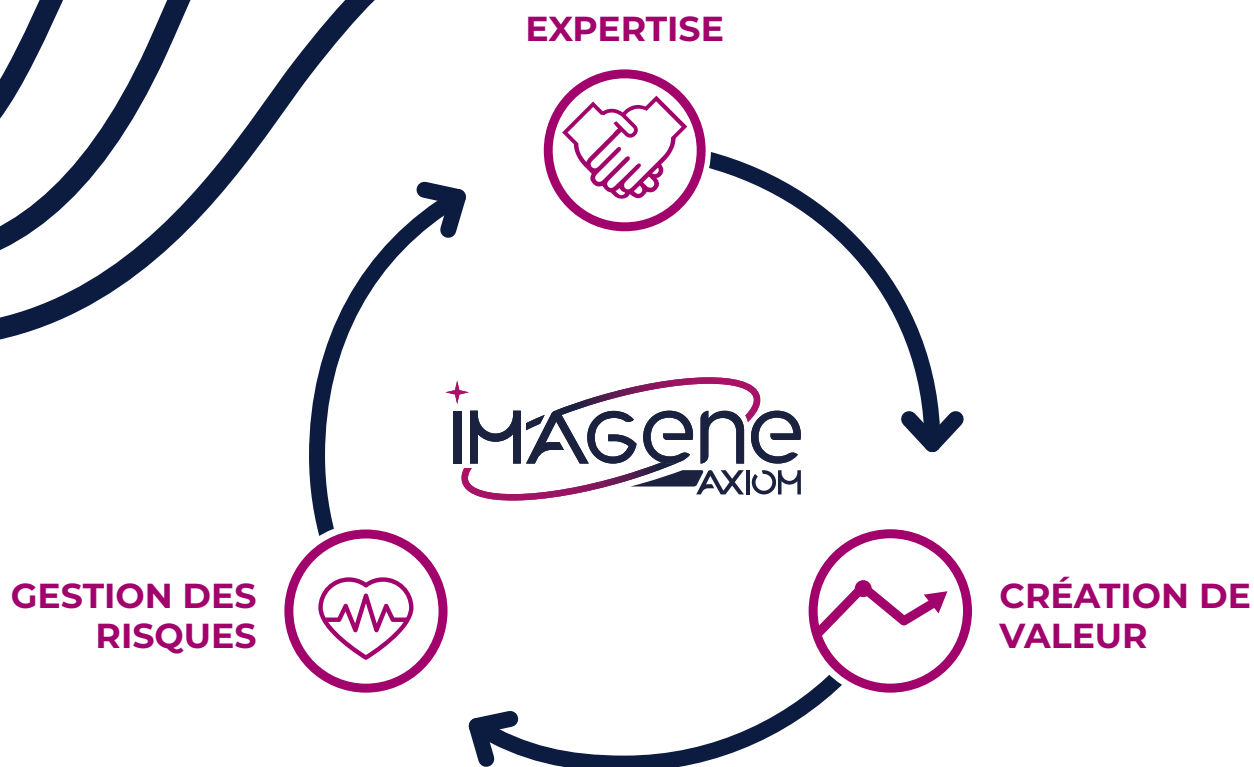 EXPERTISE
IMAGENE
AXIOM
GESTION DES
RISQUES
CRÉATION DE
VALEUR